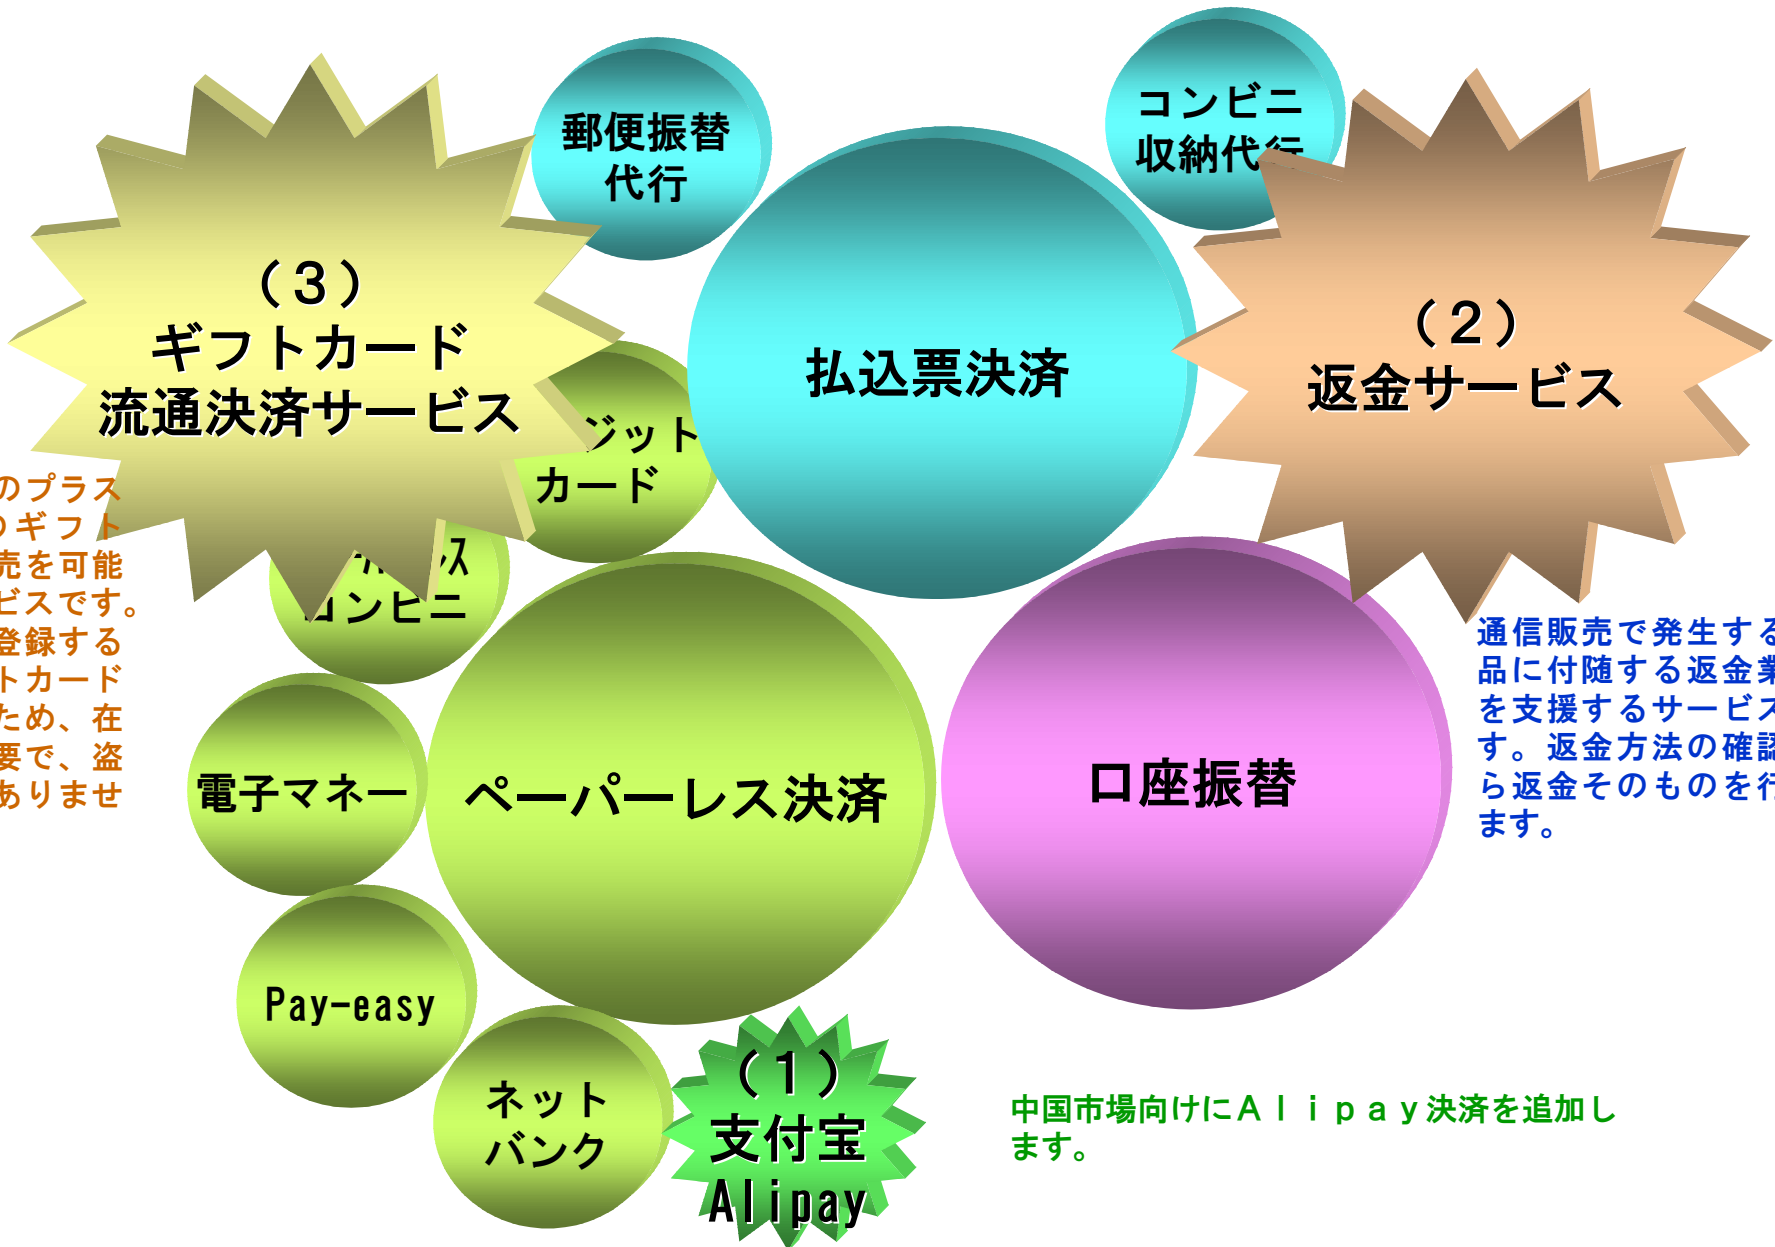 郵便振替
代行
コンビニ
収納代行
（３）
ギフトカード
流通決済サービス
（２）
返金サービス
払込票決済
ジット
カード
コンビニ
のプラス
ギフト
売を可能
ビスです。
登録する
トカード
ため、在
要で、盗
ありませ
通信販売で発生する
品に付随する返金業
を支援するサービス
す。返金方法の確認
ら返金そのものを行
ます。
電子マネー
ペーパーレス決済
口座振替
Pay-easy
ネット
バンク
（１）
支付宝
Alipay
中国市場向けにＡｌｉｐａｙ決済を追加し
ます。